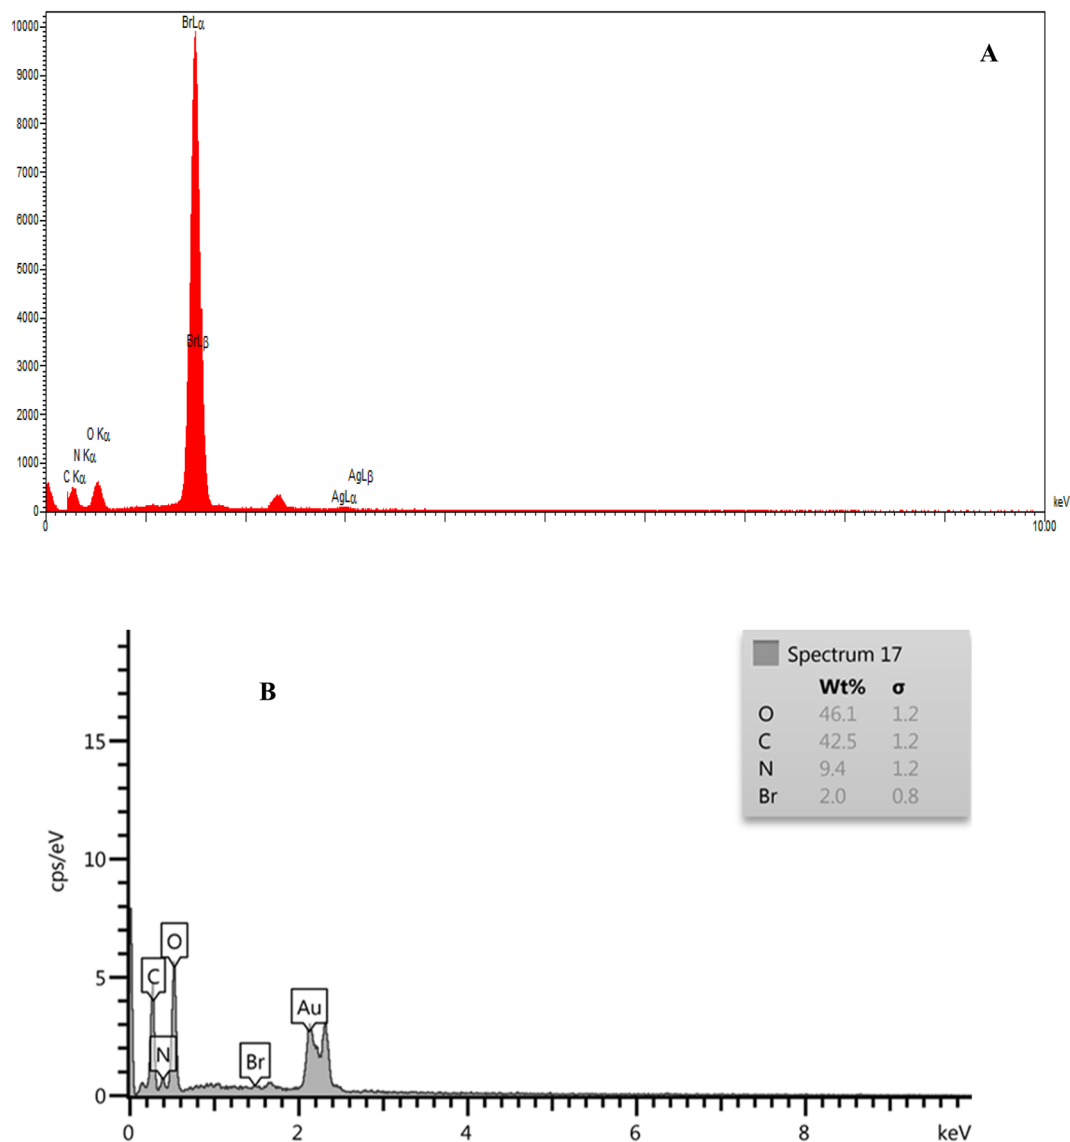 10000
BrLα
A
9000
8000
7000
6000
5000
4000
BrLβ
3000
2000
O Kα
N Kα
1000
C Kα
AgLβ
AgLα
0
keV
0
10.00
B
Spectrum 17
Wt% σ
O 46.1 1.2
C 42.5 1.2
N 9.4 1.2
Br 2.0 0.8
15
cps/eV
10
O
5
C
Au
N
Br
0
0 2 4 6 8 keV